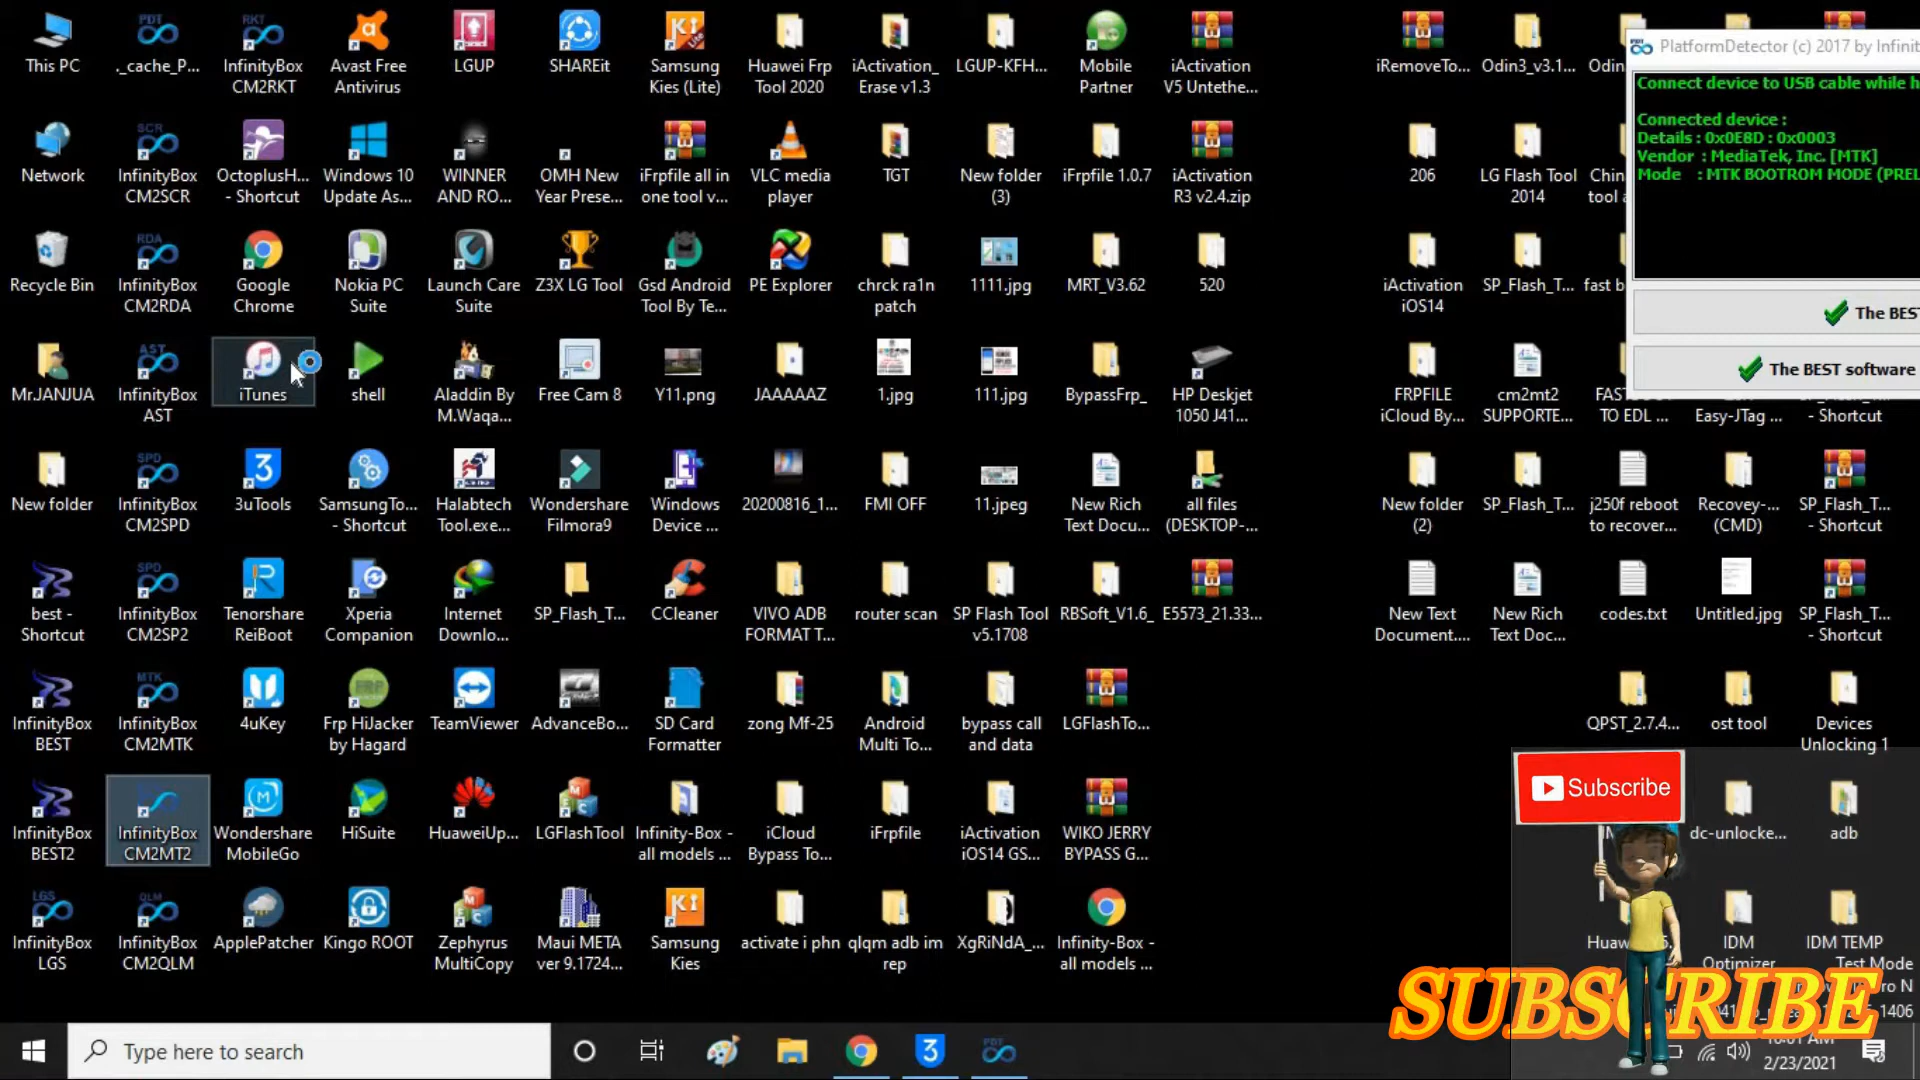 This PC
._cache_P...
InfinityBox
CM2RKT
Avast Free
Antivirus
LGUP
SHAREit
Samsung
Kies (Lite)
Huawei Frp
Tool 2020
iActivation_
Erase v1.3
LGUP-KFH...
Mobile
Partner
iActivation
V5 Untethe...
iRemoveTo...
Odin3_v3.1...
Odin
PlatformDetector (c) 2017 by Infinit
Connect device to USB cable while h
Connected device :
Details : 0x0E8D : 0x0003
Vendor : MediaTek, Inc. [MTK]
Mode : MTK BOOTROM MODE (PREL
The BEST
The BEST software
Network
InfinityBox
CM2SCR
OctoplusH...
- Shortcut
Windows 10
Update As...
WINNER
AND RO...
OMH New
Year Prese...
iFrpfile all in
one tool v...
VLC media
player
TGT
New folder
(3)
iFrpfile 1.0.7
iActivation
R3 v2.4.zip
206
LG Flash Tool
2014
Chin
tool a
Recycle Bin
InfinityBox
CM2RDA
Google
Chrome
Nokia PC
Suite
Launch Care
Suite
Z3X LG Tool
Gsd Android
Tool By Te...
PE Explorer
chrck ra1n
patch
1111.jpg
MRT_V3.62
520
iActivation
iOS14
SP_Flash_T...
fast b
Mr.JANJUA
InfinityBox
AST
iTunes
shell
Aladdin By
M.Waqa...
Free Cam 8
Y11.png
JAAAAAZ
1.jpg
111.jpg
BypassFrp_
HP Deskjet
1050 J41...
FRPFILE
iCloud By...
cm2mt2
SUPPORTE...
TO EDL ...
Easy-JTag ...
- Shortcut
New folder
InfinityBox
CM2SPD
3uTools
SamsungTo...
- Shortcut
Halabtech
Tool.exe...
Wondershare
Filmora9
Windows
Device ...
20200816_1...
FMI OFF
11.jpeg
New Rich
Text Docu...
all files
(DESKTOP-...
New folder
(2)
SP_Flash_T...
j250f reboot
to recover...
Recovey-...
(CMD)
SP_Flash_T...
- Shortcut
best -
Shortcut
InfinityBox
CM2SP2
Tenorshare
ReiBoot
Xperia
Companion
Internet
Downlo...
SP_Flash_T...
CCleaner
VIVO ADB
FORMAT T...
router scan
SP Flash Tool
v5.1708
RBSoft_V1.6_
E5573_21.33...
New Text
Document....
New Rich
Text Doc...
codes.txt
Untitled.jpg
SP_Flash_T...
- Shortcut
InfinityBox
BEST
InfinityBox
CM2MTK
4uKey
Frp HiJacker
by Hagard
TeamViewer
AdvanceBo...
SD Card
Formatter
zong Mf-25
Android
Multi To...
bypass call
and data
LGFlashTo...
QPST_2.7.4...
ost tool
Devices
Unlocking 1
InfinityBox
BEST2
InfinityBox
CM2MT2
Wondershare
MobileGo
HiSuite
HuaweiUp...
LGFlashTool
Infinity-Box -
all models ...
iCloud
Bypass To...
iFrpfile
iActivation
iOS14 GS...
WIKO JERRY
BYPASS G...
Subscribe
dc-unlocke...
adb
InfinityBox
LGS
InfinityBox
CM2QLM
ApplePatcher
Kingo ROOT
Zephyrus
MultiCopy
Maui META
ver 9.1724...
Samsung
Kies
activate i phn
qlqm adb im
rep
XgRiNdA_...
Infinity-Box -
all models ...
IDM
Optimizer
IDM TEMP
Test Mode
SUBSCRIBE
Type here to search
2/23/2021